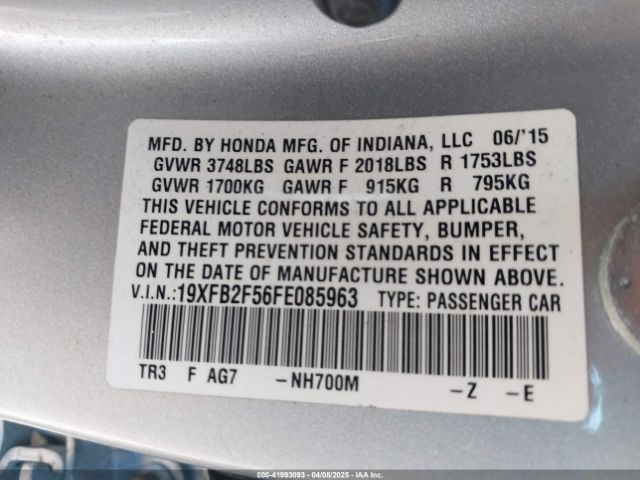 MFD. BY HONDA MFG. OF INDIANA, LLC 06/'15
GVWR 3748LBS GAWR F 2018LBS R 1753LBS
GVWR 1700KG GAWR F 915KG R 795KG
THIS VEHICLE CONFORMS TO ALL APPLICABLE
FEDERAL MOTOR VEHICLE SAFETY, BUMPER,
AND THEFT PREVENTION STANDARDS IN EFFECT
ON THE DATE OF MANUFACTURE SHOWN ABOVE.
V.I.N.:19XFB2F56FE085963 TYPE: PASSENGER CAR
TR3 F AG7 -NH700M -Z -E
000-41993093 - 04/08/2025 - IAAI.COM